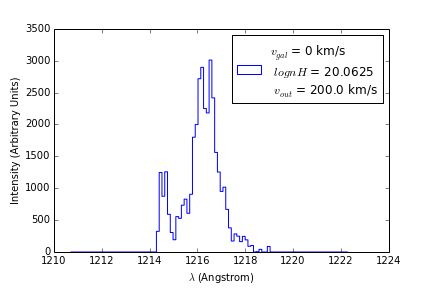 3500
3000
2500
2000
1500
1000
500
0
Intensity (Arbitrary Units)
v_gal = 0 km/s
lognH = 20.0625
v_out = 200.0 km/s
1210 1212 1214 1216 1218 1220 1222 1224
λ (Angstrom)